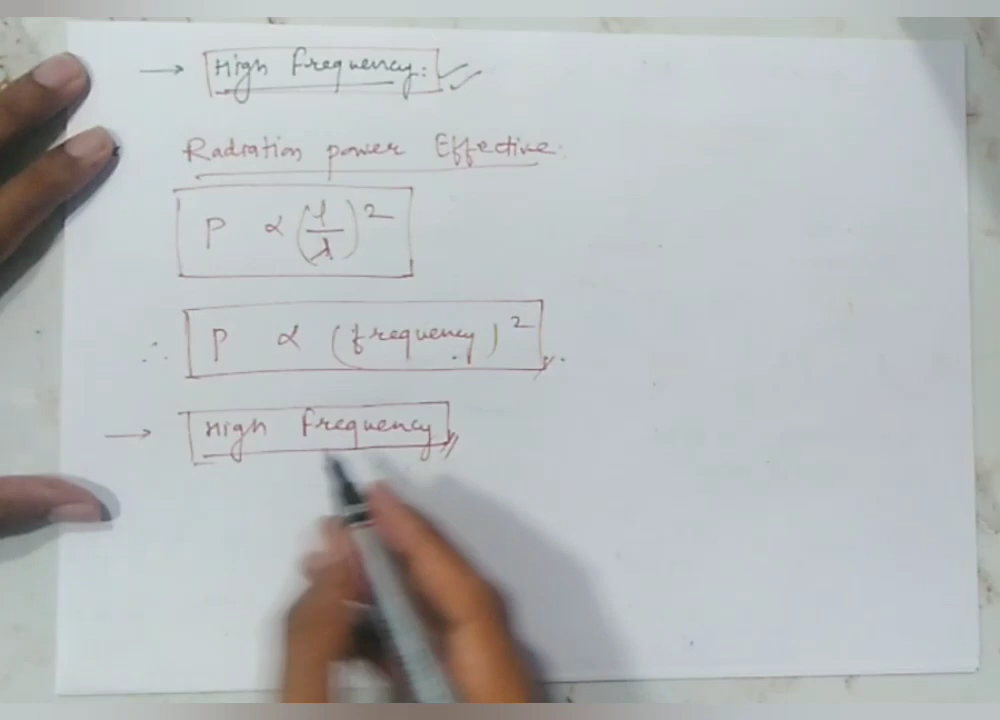 → High frequency:
Radiation power Effective.
P ∝ (1/λ)²
∴ P ∝ (frequency)²
→ High frequency